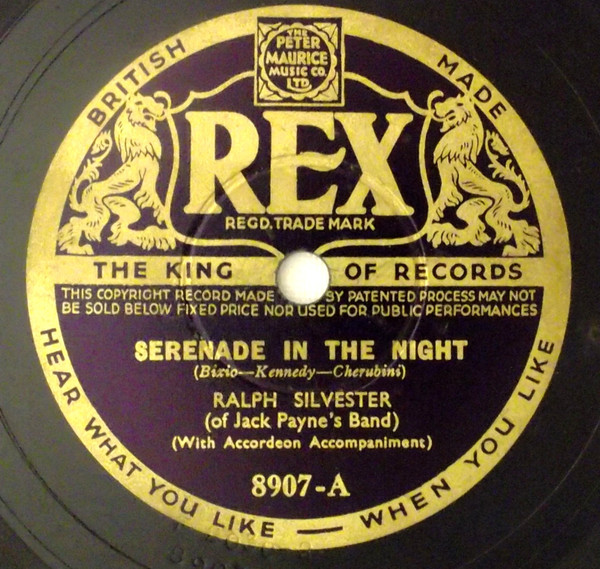 BRITISH
MADE
THE
PETER
MAURICE
MUSIC CO.
LTD
REX
REGD. TRADE MARK
THE KING OF RECORDS
THIS COPYRIGHT RECORD MADE BY PATENTED PROCESS MAY NOT
BE SOLD BELOW FIXED PRICE NOR USED FOR PUBLIC PERFORMANCES
SERENADE IN THE NIGHT
(Bixio—Kennedy—Cherubini)
RALPH SILVESTER
(of Jack Payne's Band)
(With Accordeon Accompaniment)
8907-A
HEAR WHAT YOU LIKE — WHEN YOU LIKE